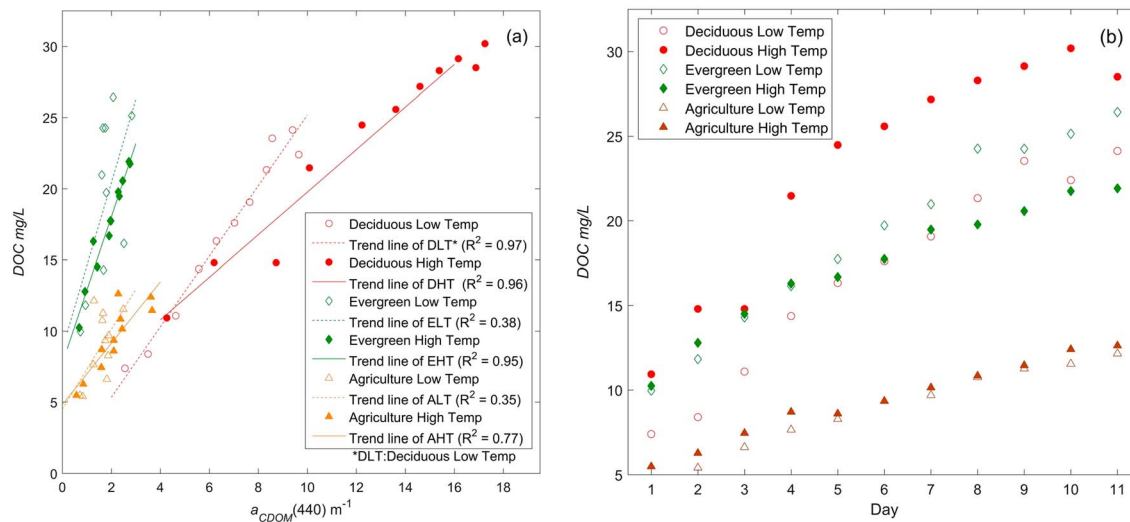 (a)
DOC mg/L
30
25
20
15
10
5
0
0 2 4 6 8 10 12 14 16 18
a_CDOM(440) m⁻¹
Deciduous Low Temp
Trend line of DLT* (R² = 0.97)
Deciduous High Temp
Trend line of DHT (R² = 0.96)
Evergreen Low Temp
Trend line of ELT (R² = 0.38)
Evergreen High Temp
Trend line of EHT (R² = 0.95)
Agriculture Low Temp
Trend line of ALT (R² = 0.35)
Agriculture High Temp
Trend line of AHT (R² = 0.77)
*DLT:Deciduous Low Temp
(b)
Deciduous Low Temp
Deciduous High Temp
Evergreen Low Temp
Evergreen High Temp
Agriculture Low Temp
Agriculture High Temp
DOC mg/L
30
25
20
15
10
5
1 2 3 4 5 6 7 8 9 10 11
Day